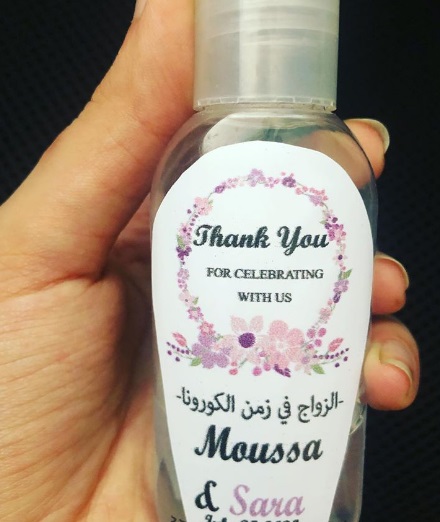 Thank You
FOR CELEBRATING
WITH US
-الزواج في زمن الكورونا-
Moussa
& Sara